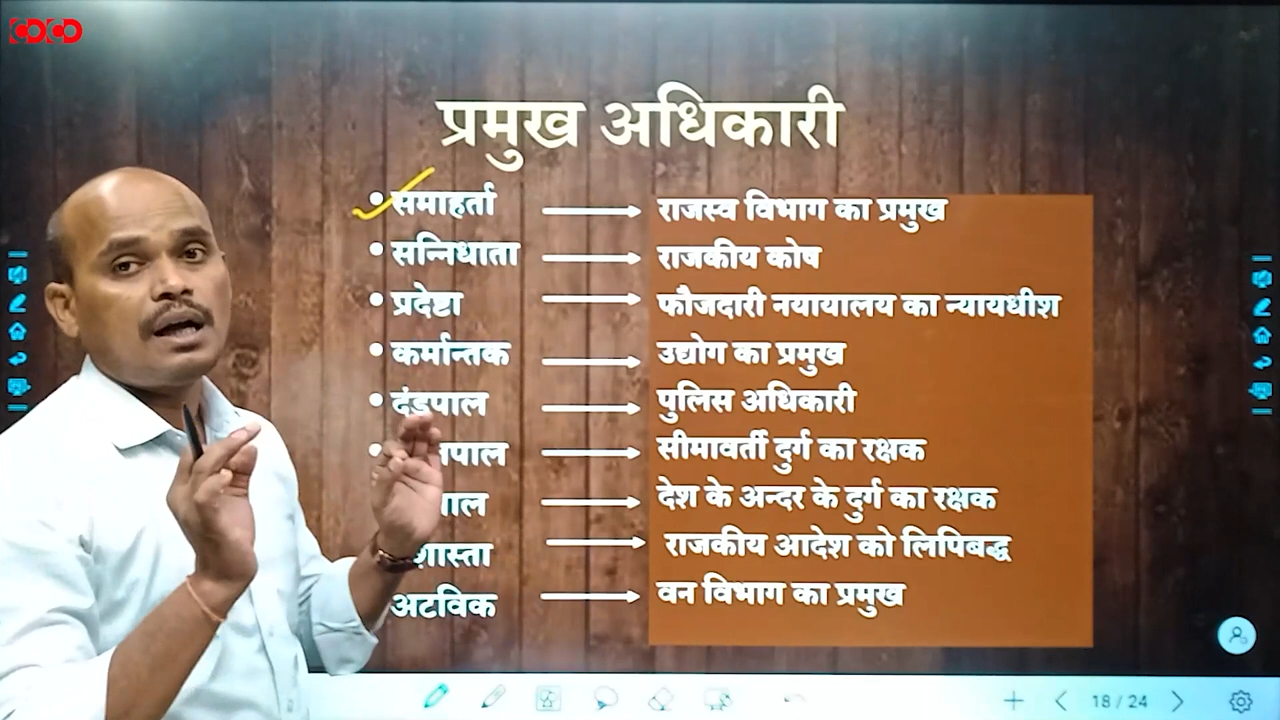 COCO
प्रमुख अधिकारी
• समाहर्ता → राजस्व विभाग का प्रमुख
• सन्निधाता → राजकीय कोष
• प्रदेष्टा → फौजदारी नयायालय का न्यायधीश
• कर्मान्तक → उद्योग का प्रमुख
• दंडपाल → पुलिस अधिकारी
• → सीमावर्ती दुर्ग का रक्षक
→ देश के अन्दर के दुर्ग का रक्षक
→ राजकीय आदेश को लिपिबद्ध
अटविक → वन विभाग का प्रमुख
18 / 24